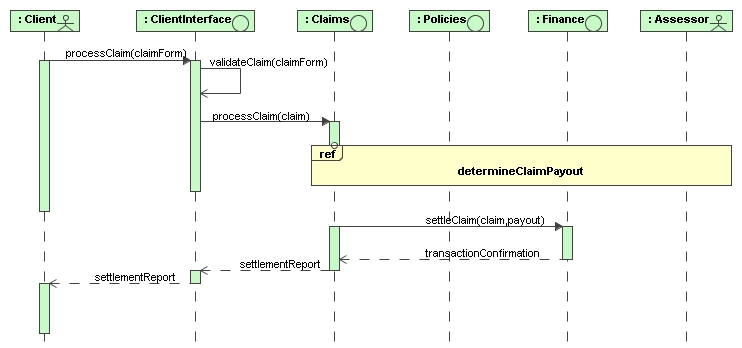 : Client
: ClientInterface
: Claims
: Policies
: Finance
: Assessor
processClaim(claimForm)
validateClaim(claimForm)
processClaim(claim)
ref
determineClaimPayout
settleClaim(claim,payout)
transactionConfirmation
settlementReport
settlementReport